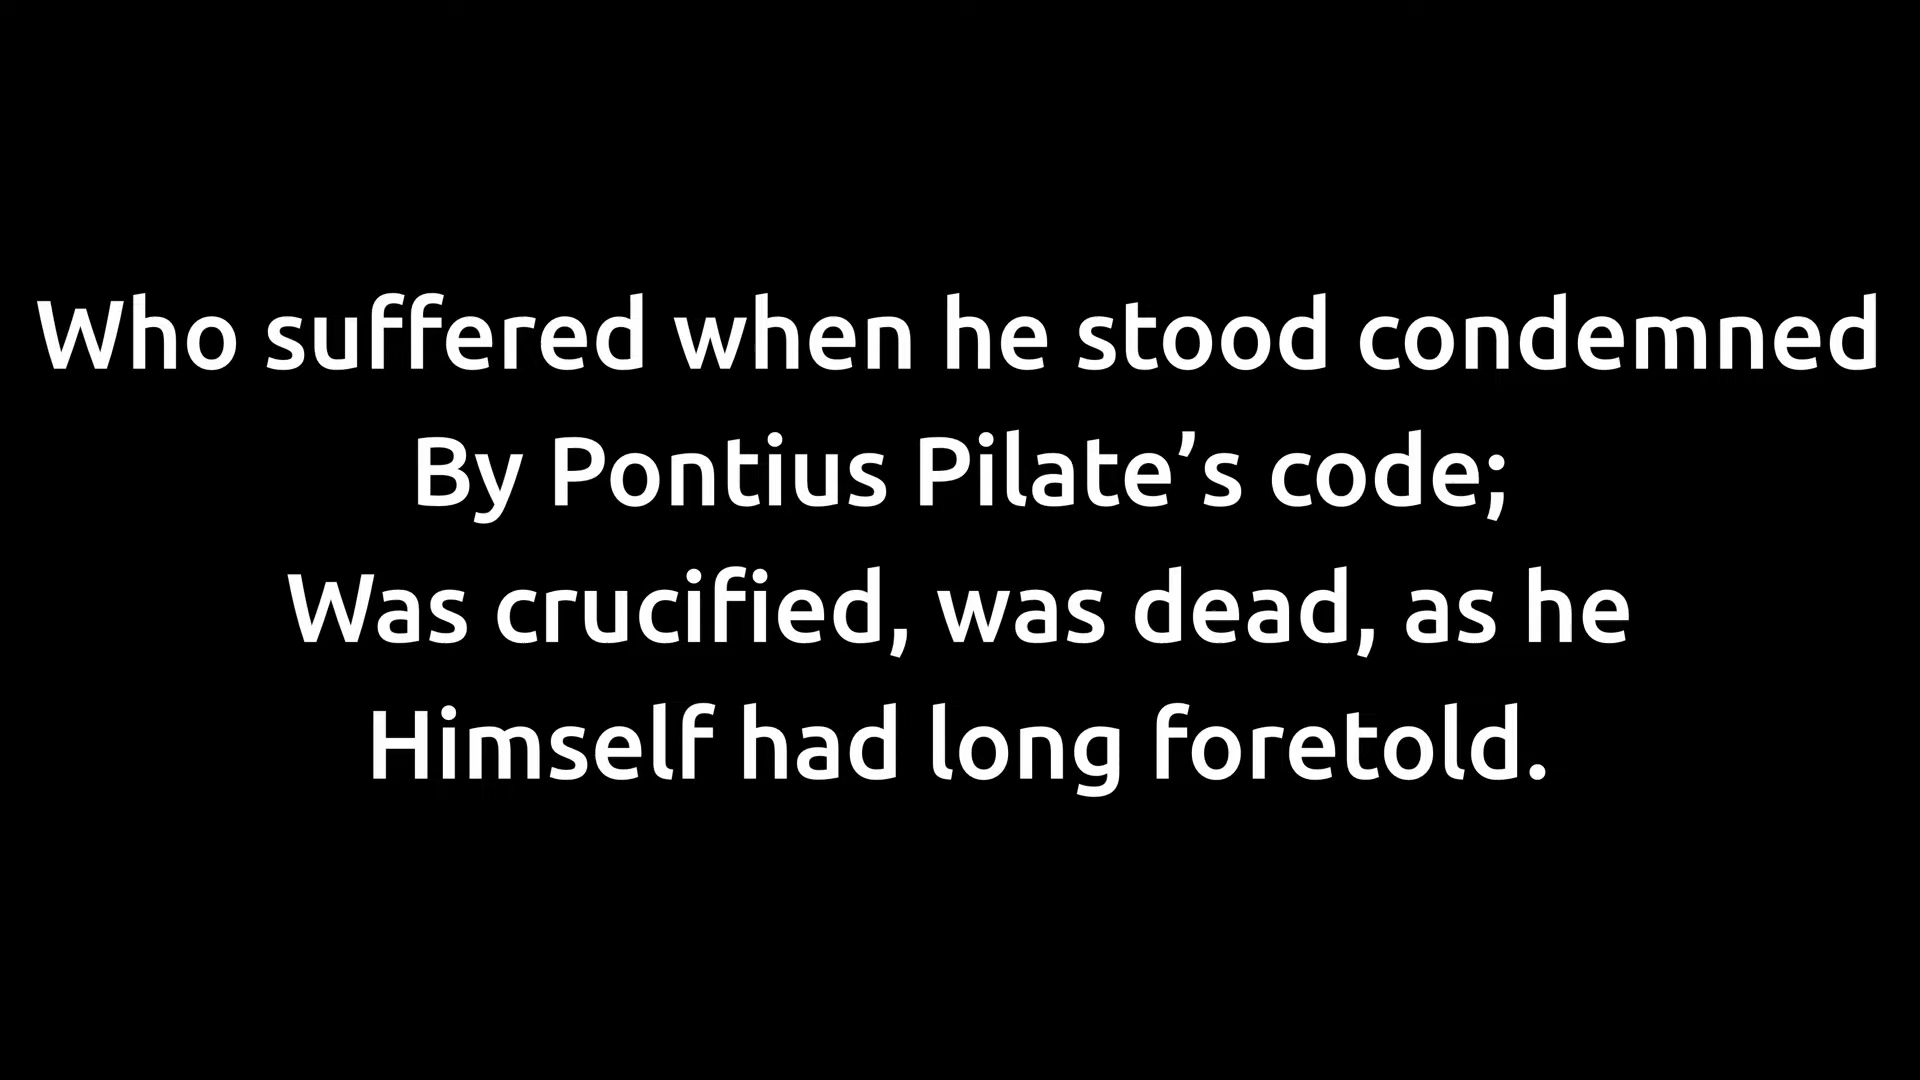 Who suffered when he stood condemned
By Pontius Pilate’s code;
Was crucified, was dead, as he
Himself had long foretold.